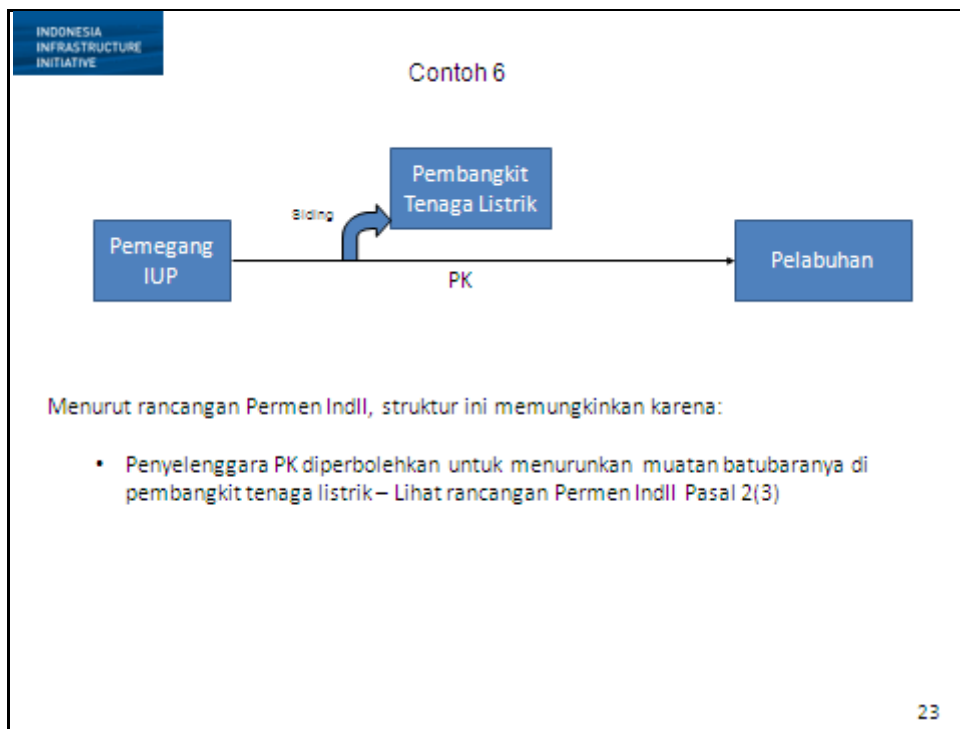 INDONESIA
INFRASTRUCTURE
INITIATIVE
Contoh 6
Pembangkit
Tenaga Listrik
Siding
Pemegang
IUP
PK
Pelabuhan
Menurut rancangan Permen IndII, struktur ini memungkinkan karena:
• Penyelenggara PK diperbolehkan untuk menurunkan muatan batubaranya di
pembangkit tenaga listrik – Lihat rancangan Permen IndII Pasal 2(3)
23